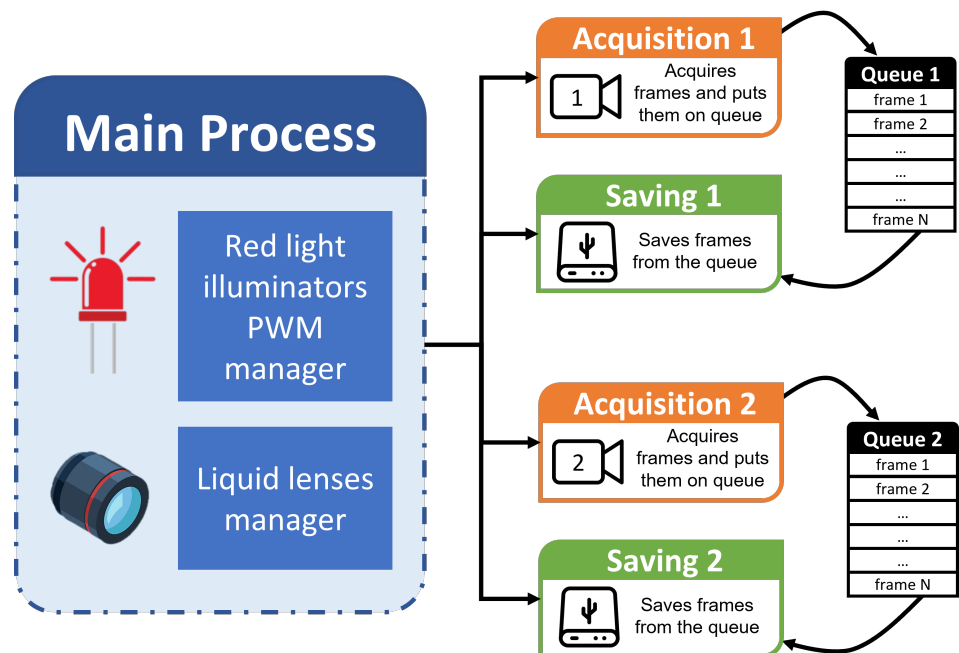 Main Process
Red light
illuminators
PWM
manager
Liquid lenses
manager
Acquisition 1
1
Acquires
frames and puts
them on queue
Saving 1
Saves frames
from the queue
Queue 1
frame 1
frame 2
...
...
...
frame N
Acquisition 2
2
Acquires
frames and puts
them on queue
Saving 2
Saves frames
from the queue
Queue 2
frame 1
frame 2
...
...
...
frame N